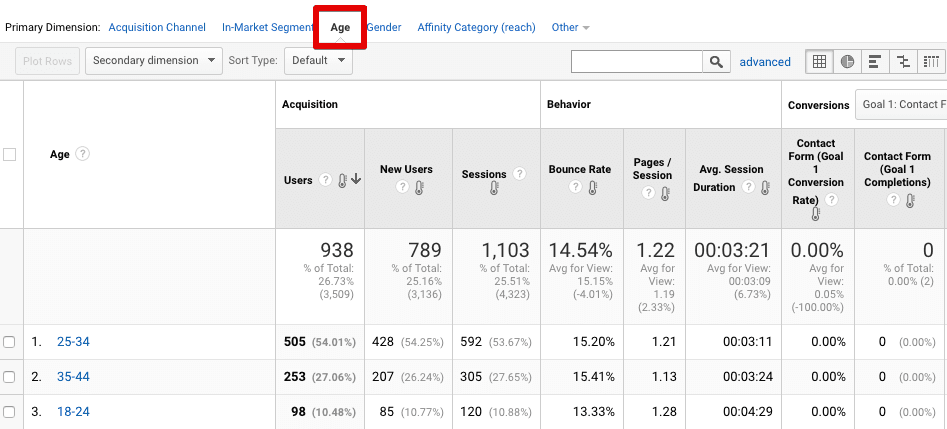 Primary Dimension: Acquisition Channel In-Market Segment Age Gender Affinity Category (reach) Other
Plot Rows Secondary dimension Sort Type: Default advanced
Acquisition Behavior Conversions Goal 1: Contact F
Age ?
Users ?
New Users ?
Sessions ?
Bounce Rate ?
Pages /
Session
?
Avg. Session
Duration ?
Contact
Form (Goal
1
Conversion
Rate) ?
Contact Form
(Goal 1
Completions)
?
938
% of Total:
26.73%
(3,509)
789
% of Total:
25.16%
(3,136)
1,103
% of Total:
25.51%
(4,323)
14.54%
Avg for View:
15.15%
(-4.01%)
1.22
Avg for
View:
1.19
(2.33%)
00:03:21
Avg for View:
00:03:09
(6.73%)
0.00%
Avg for
View:
0.05%
(-100.00%)
0
% of Total:
0.00% (2)
1. 25-34 505 (54.01%) 428 (54.25%) 592 (53.67%) 15.20% 1.21 00:03:11 0.00% 0 (0.00%)
2. 35-44 253 (27.06%) 207 (26.24%) 305 (27.65%) 15.41% 1.13 00:03:24 0.00% 0 (0.00%)
3. 18-24 98 (10.48%) 85 (10.77%) 120 (10.88%) 13.33% 1.28 00:04:29 0.00% 0 (0.00%)